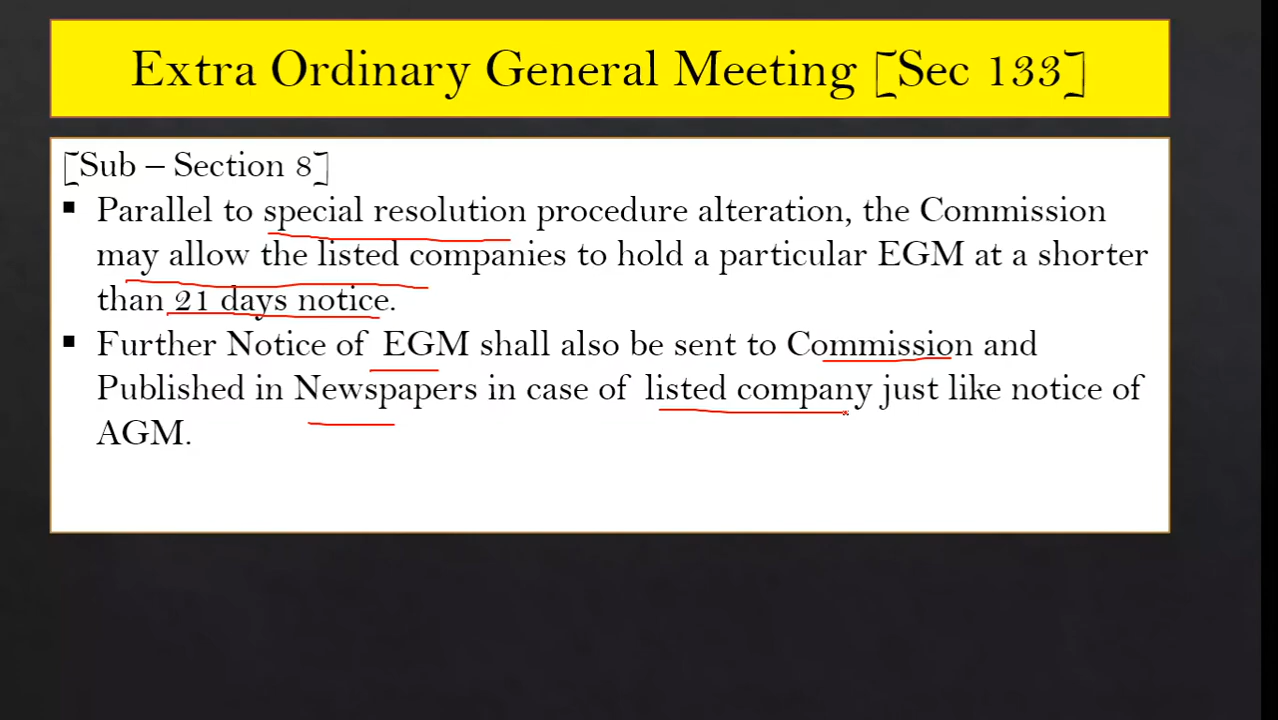 Extra Ordinary General Meeting [Sec 133]
[Sub – Section 8]
▪ Parallel to special resolution procedure alteration, the Commission
may allow the listed companies to hold a particular EGM at a shorter
than 21 days notice.
▪ Further Notice of EGM shall also be sent to Commission and
Published in Newspapers in case of listed company just like notice of
AGM.